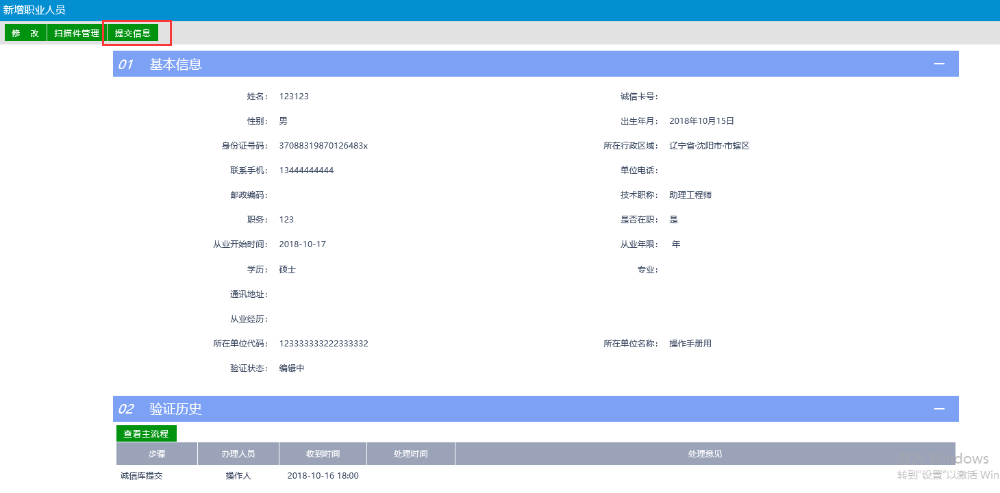 新增职业人员
修 改 扫描件管理 提交信息
01 基本信息
姓名： 123123 诚信卡号：
性别： 男 出生年月： 2018年10月15日
身份证号码： 37088319870126483x 所在行政区域： 辽宁省·沈阳市·市辖区
联系手机： 13444444444 单位电话：
邮政编码： 技术职称： 助理工程师
职务： 123 是否在职： 是
从业开始时间： 2018-10-17 从业年限： 年
学历： 硕士 专业：
通讯地址：
从业经历：
所在单位代码： 123333333222333332 所在单位名称： 操作手册用
验证状态： 编辑中
02 验证历史
查看主流程
步骤 办理人员 收到时间 处理时间 处理意见
诚信库提交 操作人 2018-10-16 18:00
激活 Windows
转到"设置"以激活 Win